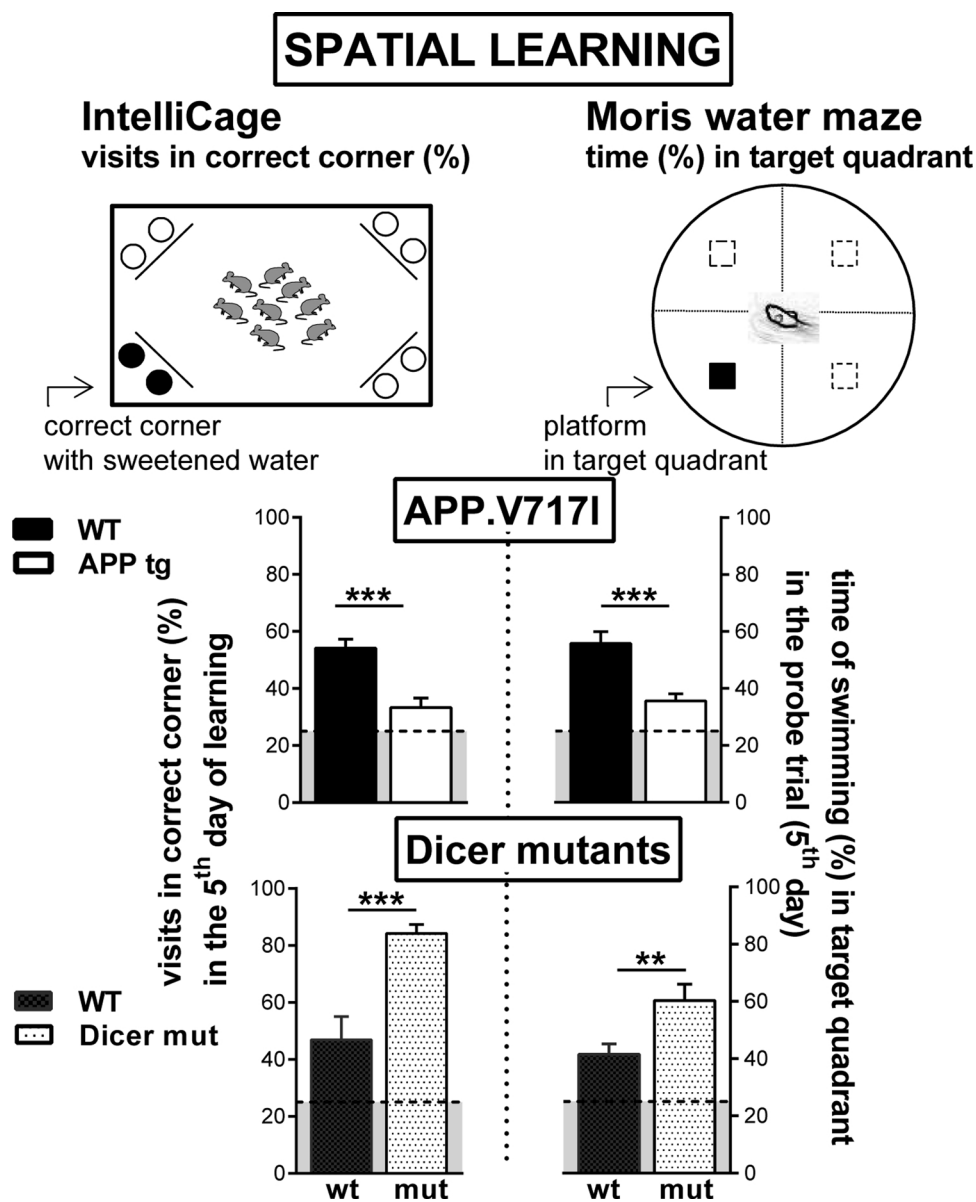 SPATIAL LEARNING
IntelliCage
visits in correct corner (%)
Moris water maze
time (%) in target quadrant
correct corner
with sweetened water
platform
in target quadrant
APP.V717I
WT
APP tg
visits in correct corner (%)
in the 5th day of learning
100
80
60
40
20
0
***
***
100
80
60
40
20
0
time of swimming (%) in target quadrant
in the probe trial (5th day)
Dicer mutants
WT
Dicer mut
100
80
60
40
20
0
***
**
100
80
60
40
20
0
wt mut
wt mut